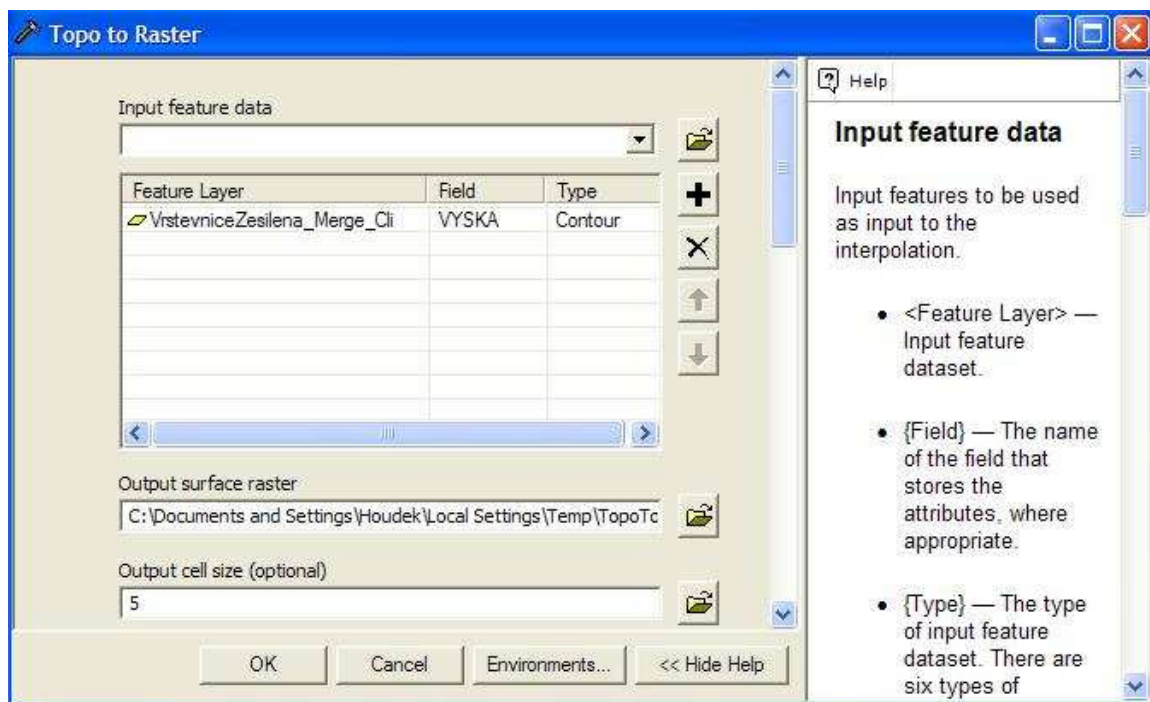 Topo to Raster
Input feature data
Feature Layer Field Type
VrstevniceZesilena_Merge_Cli VYSKA Contour
Output surface raster
C:\Documents and Settings\Houdek\Local Settings\Temp\TopoTo
Output cell size (optional)
5
OK Cancel Environments... << Hide Help
Help
Input feature data
Input features to be used
as input to the
interpolation.
• <Feature Layer> —
Input feature
dataset.
• {Field} — The name
of the field that
stores the
attributes, where
appropriate.
• {Type} — The type
of input feature
dataset. There are
six types of